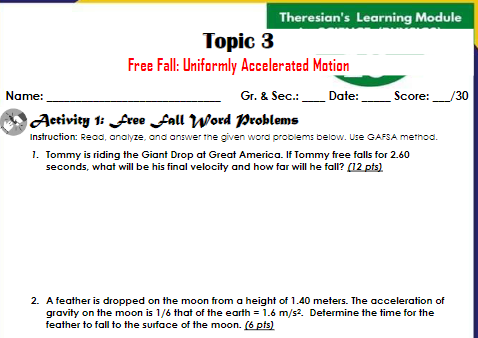 Theresian's Learning Module
Topic 3
Free Fall: Uniformly Accelerated Motion
Name: ______________________________ Gr. & Sec.: ____ Date: _____ Score: ___/30
Activity 1: Free Fall Word Problems
Instruction: Read, analyze, and answer the given word problems below. Use GAFSA method.
1. Tommy is riding the Giant Drop at Great America. If Tommy free falls for 2.60
seconds, what will be his final velocity and how far will he fall? (12 pts)
2. A feather is dropped on the moon from a height of 1.40 meters. The acceleration of
gravity on the moon is 1/6 that of the earth = 1.6 m/s². Determine the time for the
feather to fall to the surface of the moon. (6 pts)